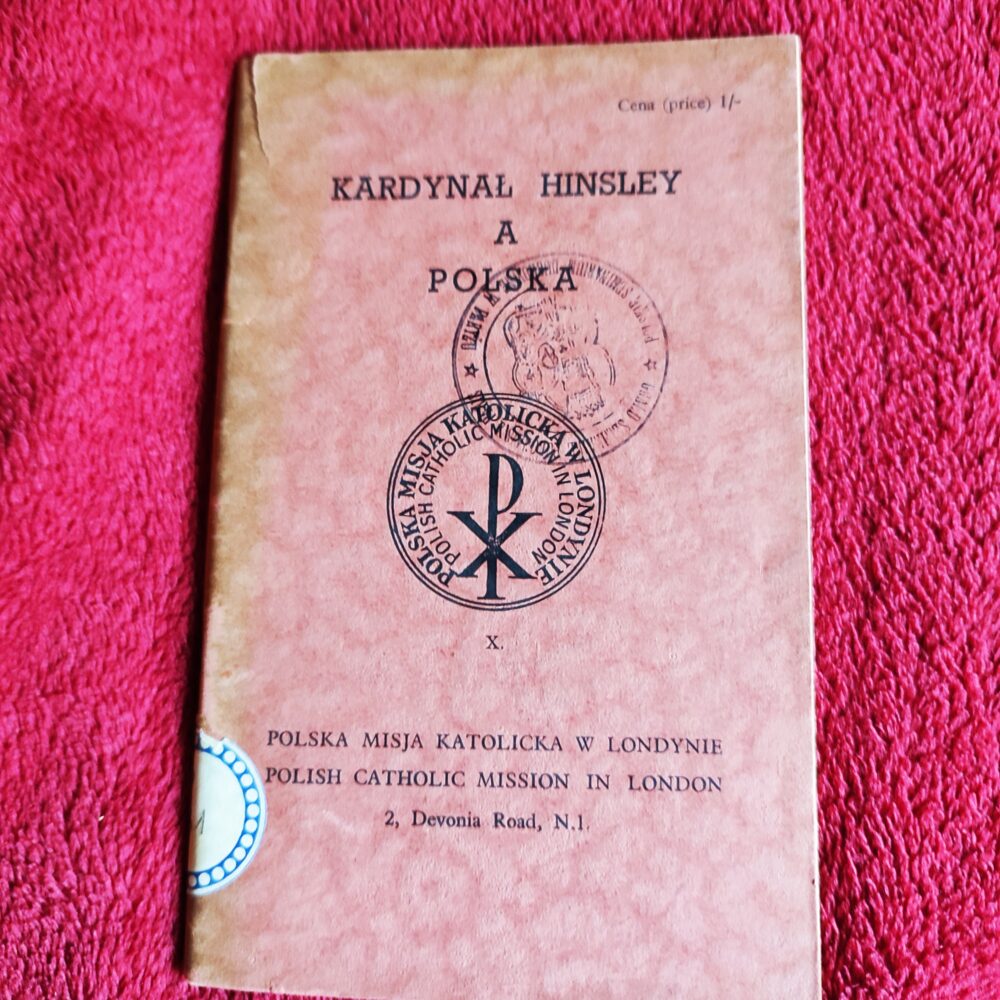 Cena (price) 1/-
KARDYNAŁ HINSLEY
A
POLSKA
POLSKA MISJA KATOLICKA W LONDYNIE
POLISH CATHOLIC MISSION IN LONDON
X.
POLSKA MISJA KATOLICKA W LONDYNIE
POLISH CATHOLIC MISSION IN LONDON
2, Devonia Road, N.1.